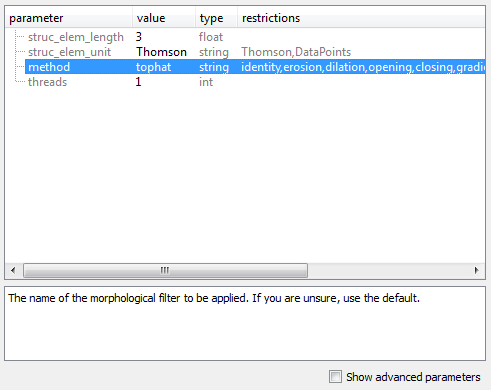 parameter value type restrictions
struc_elem_length 3 float
struc_elem_unit Thomson string Thomson,DataPoints
method tophat string identity,erosion,dilation,opening,closing,gradi
threads 1 int
The name of the morphological filter to be applied. If you are unsure, use the default.
Show advanced parameters